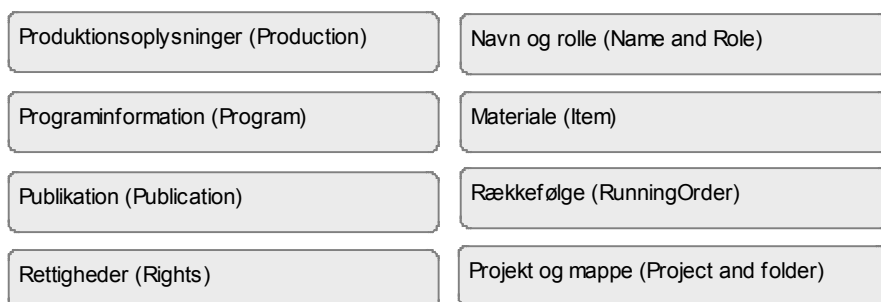 Produktionsoplysninger (Production)
Programinformation (Program)
Publikation (Publication)
Rettigheder (Rights)
Navn og rolle (Name and Role)
Materiale (Item)
Rækkefølge (RunningOrder)
Projekt og mappe (Project and folder)